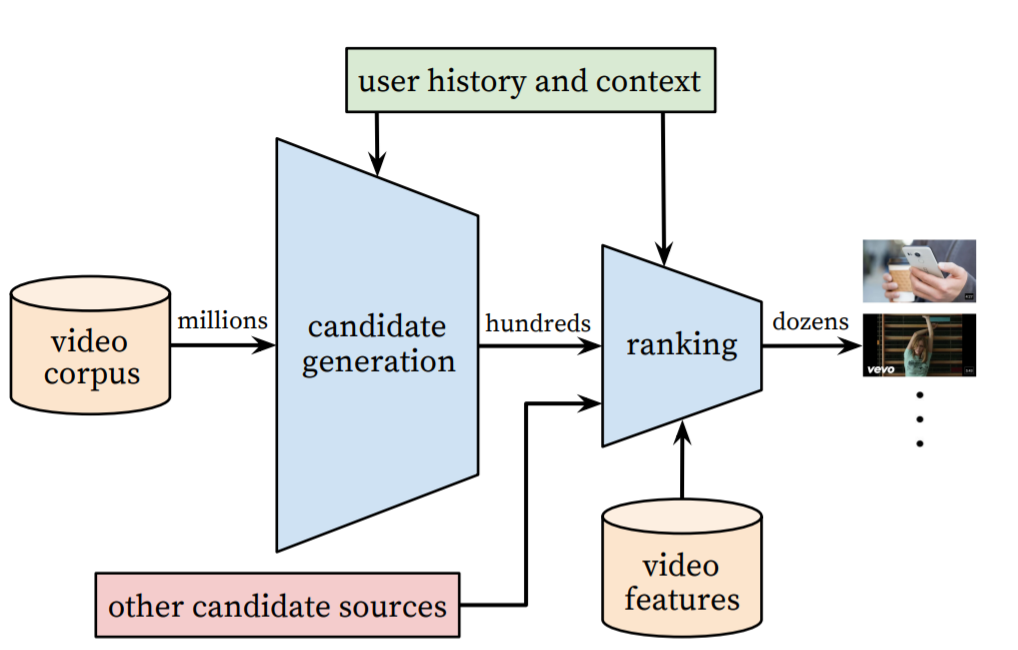 user history and context
video
corpus
millions
candidate
generation
hundreds
ranking
dozens
vevo
other candidate sources
video
features